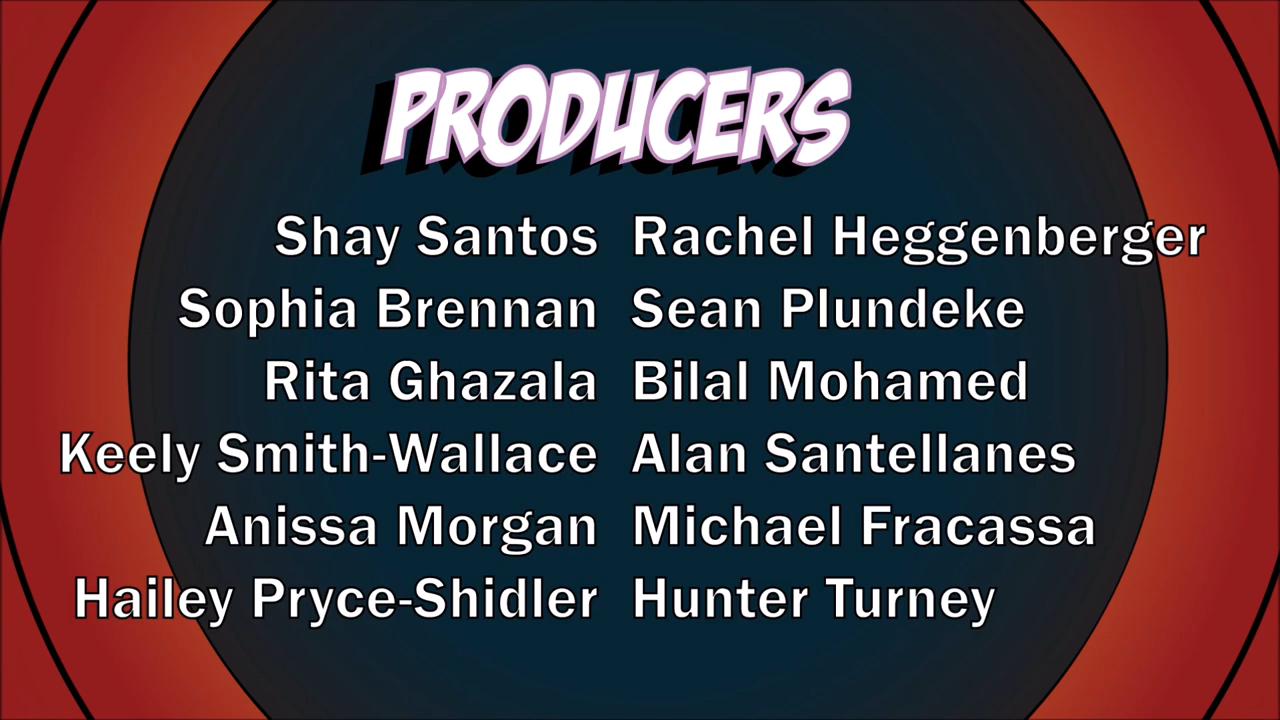 PRODUCERS
Shay Santos Rachel Heggenberger
Sophia Brennan Sean Plundeke
Rita Ghazala Bilal Mohamed
Keely Smith-Wallace Alan Santellanes
Anissa Morgan Michael Fracassa
Hailey Pryce-Shidler Hunter Turney